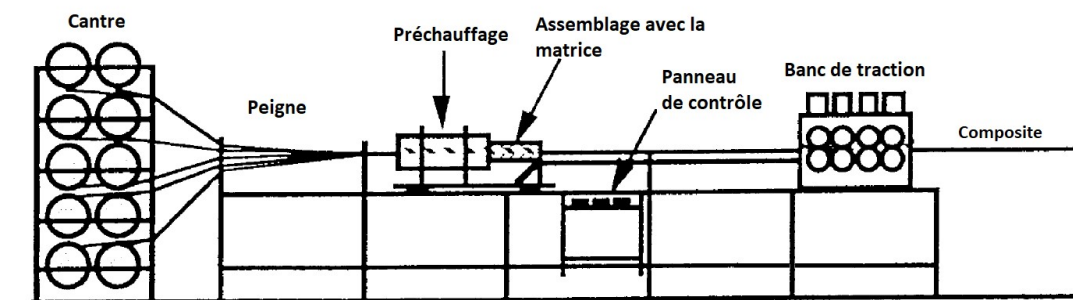 Cantre
Peigne
Préchauffage
Assemblage avec la
matrice
Panneau
de contrôle
Banc de traction
Composite